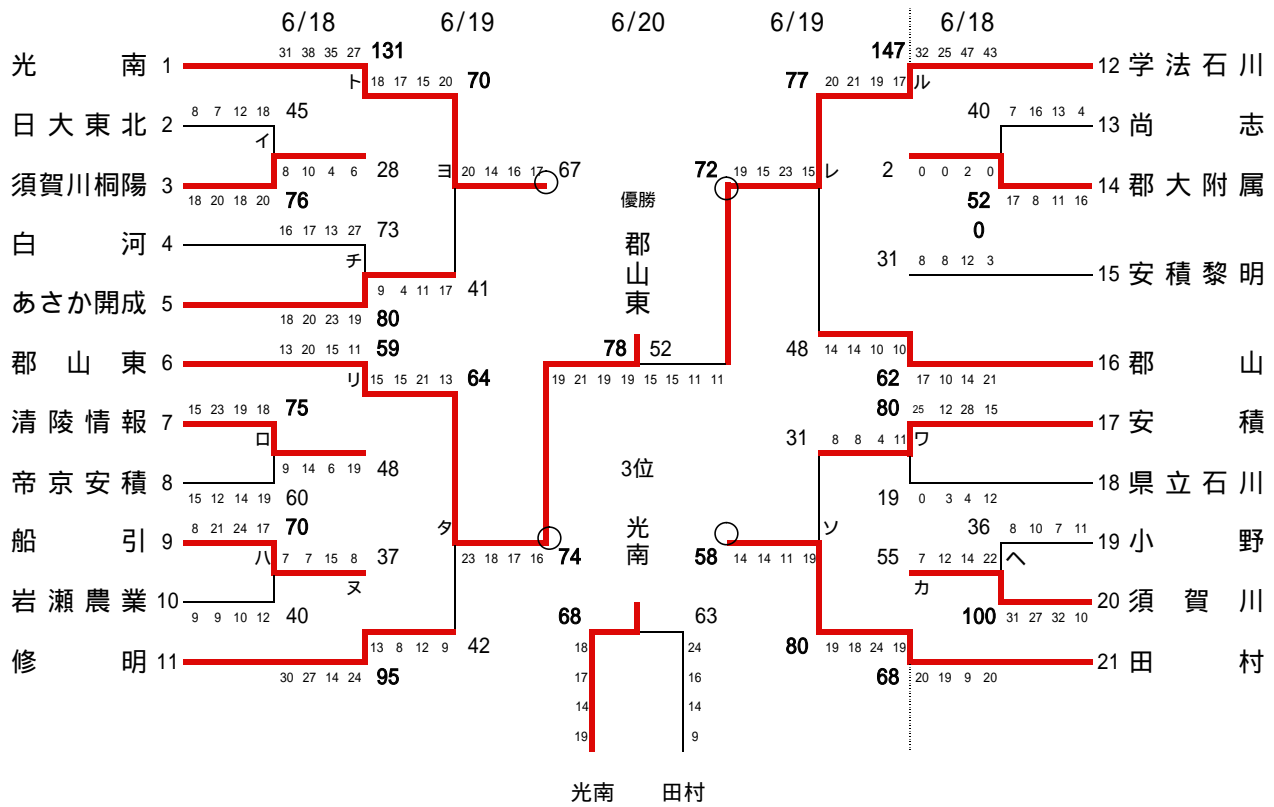 6/18 6/19 6/20 6/19 6/18
31 38 35 27 131 147 32 25 47 43
光南 1 ト 18 17 15 20 70 77 20 21 19 17 ル 12 学法石川
8 7 12 18 45 40 7 16 13 4
日大東北 2 13 尚志
イ 8 10 4 6 28 ヨ 20 14 16 17 67 72 19 15 23 15 レ 2 0 0 2 0
須賀川桐陽 3 14 郡大附属
18 20 18 20 76 優勝 52 17 8 11 16
16 17 13 27 73 0
白河 4 郡山東
チ 9 4 11 17 41 31 8 8 12 3 15 安積黎明
あさか開成 5
18 20 23 19 80
13 20 15 11 59 78 52 48 14 14 10 10
郡山東 6 16 郡山
リ 15 15 21 13 64 19 21 19 19 15 15 11 11 62 17 10 14 21
15 23 19 18 75 80 25 12 28 15
清陵情報 7 17 安積
ロ 9 14 6 19 48 31 8 8 4 11 ワ
帝京安積 8 3位 18 県立石川
15 12 14 19 60 19 0 3 4 12
8 21 24 17 70 36 8 10 7 11
船引 9 タ 光南 ソ 19 小野
ハ 7 7 15 8 37 23 18 17 16 74 58 14 14 11 19 55 7 12 14 22 ヘ
ヌ カ
岩瀬農業 10 20 須賀川
9 9 10 12 40 100 31 27 32 10
13 8 12 9 42 68 63 80 19 18 24 19
修明 11 21 田村
30 27 14 24 95 68 20 19 9 20
18 24
17 16
14 14
19 9
光南 田村